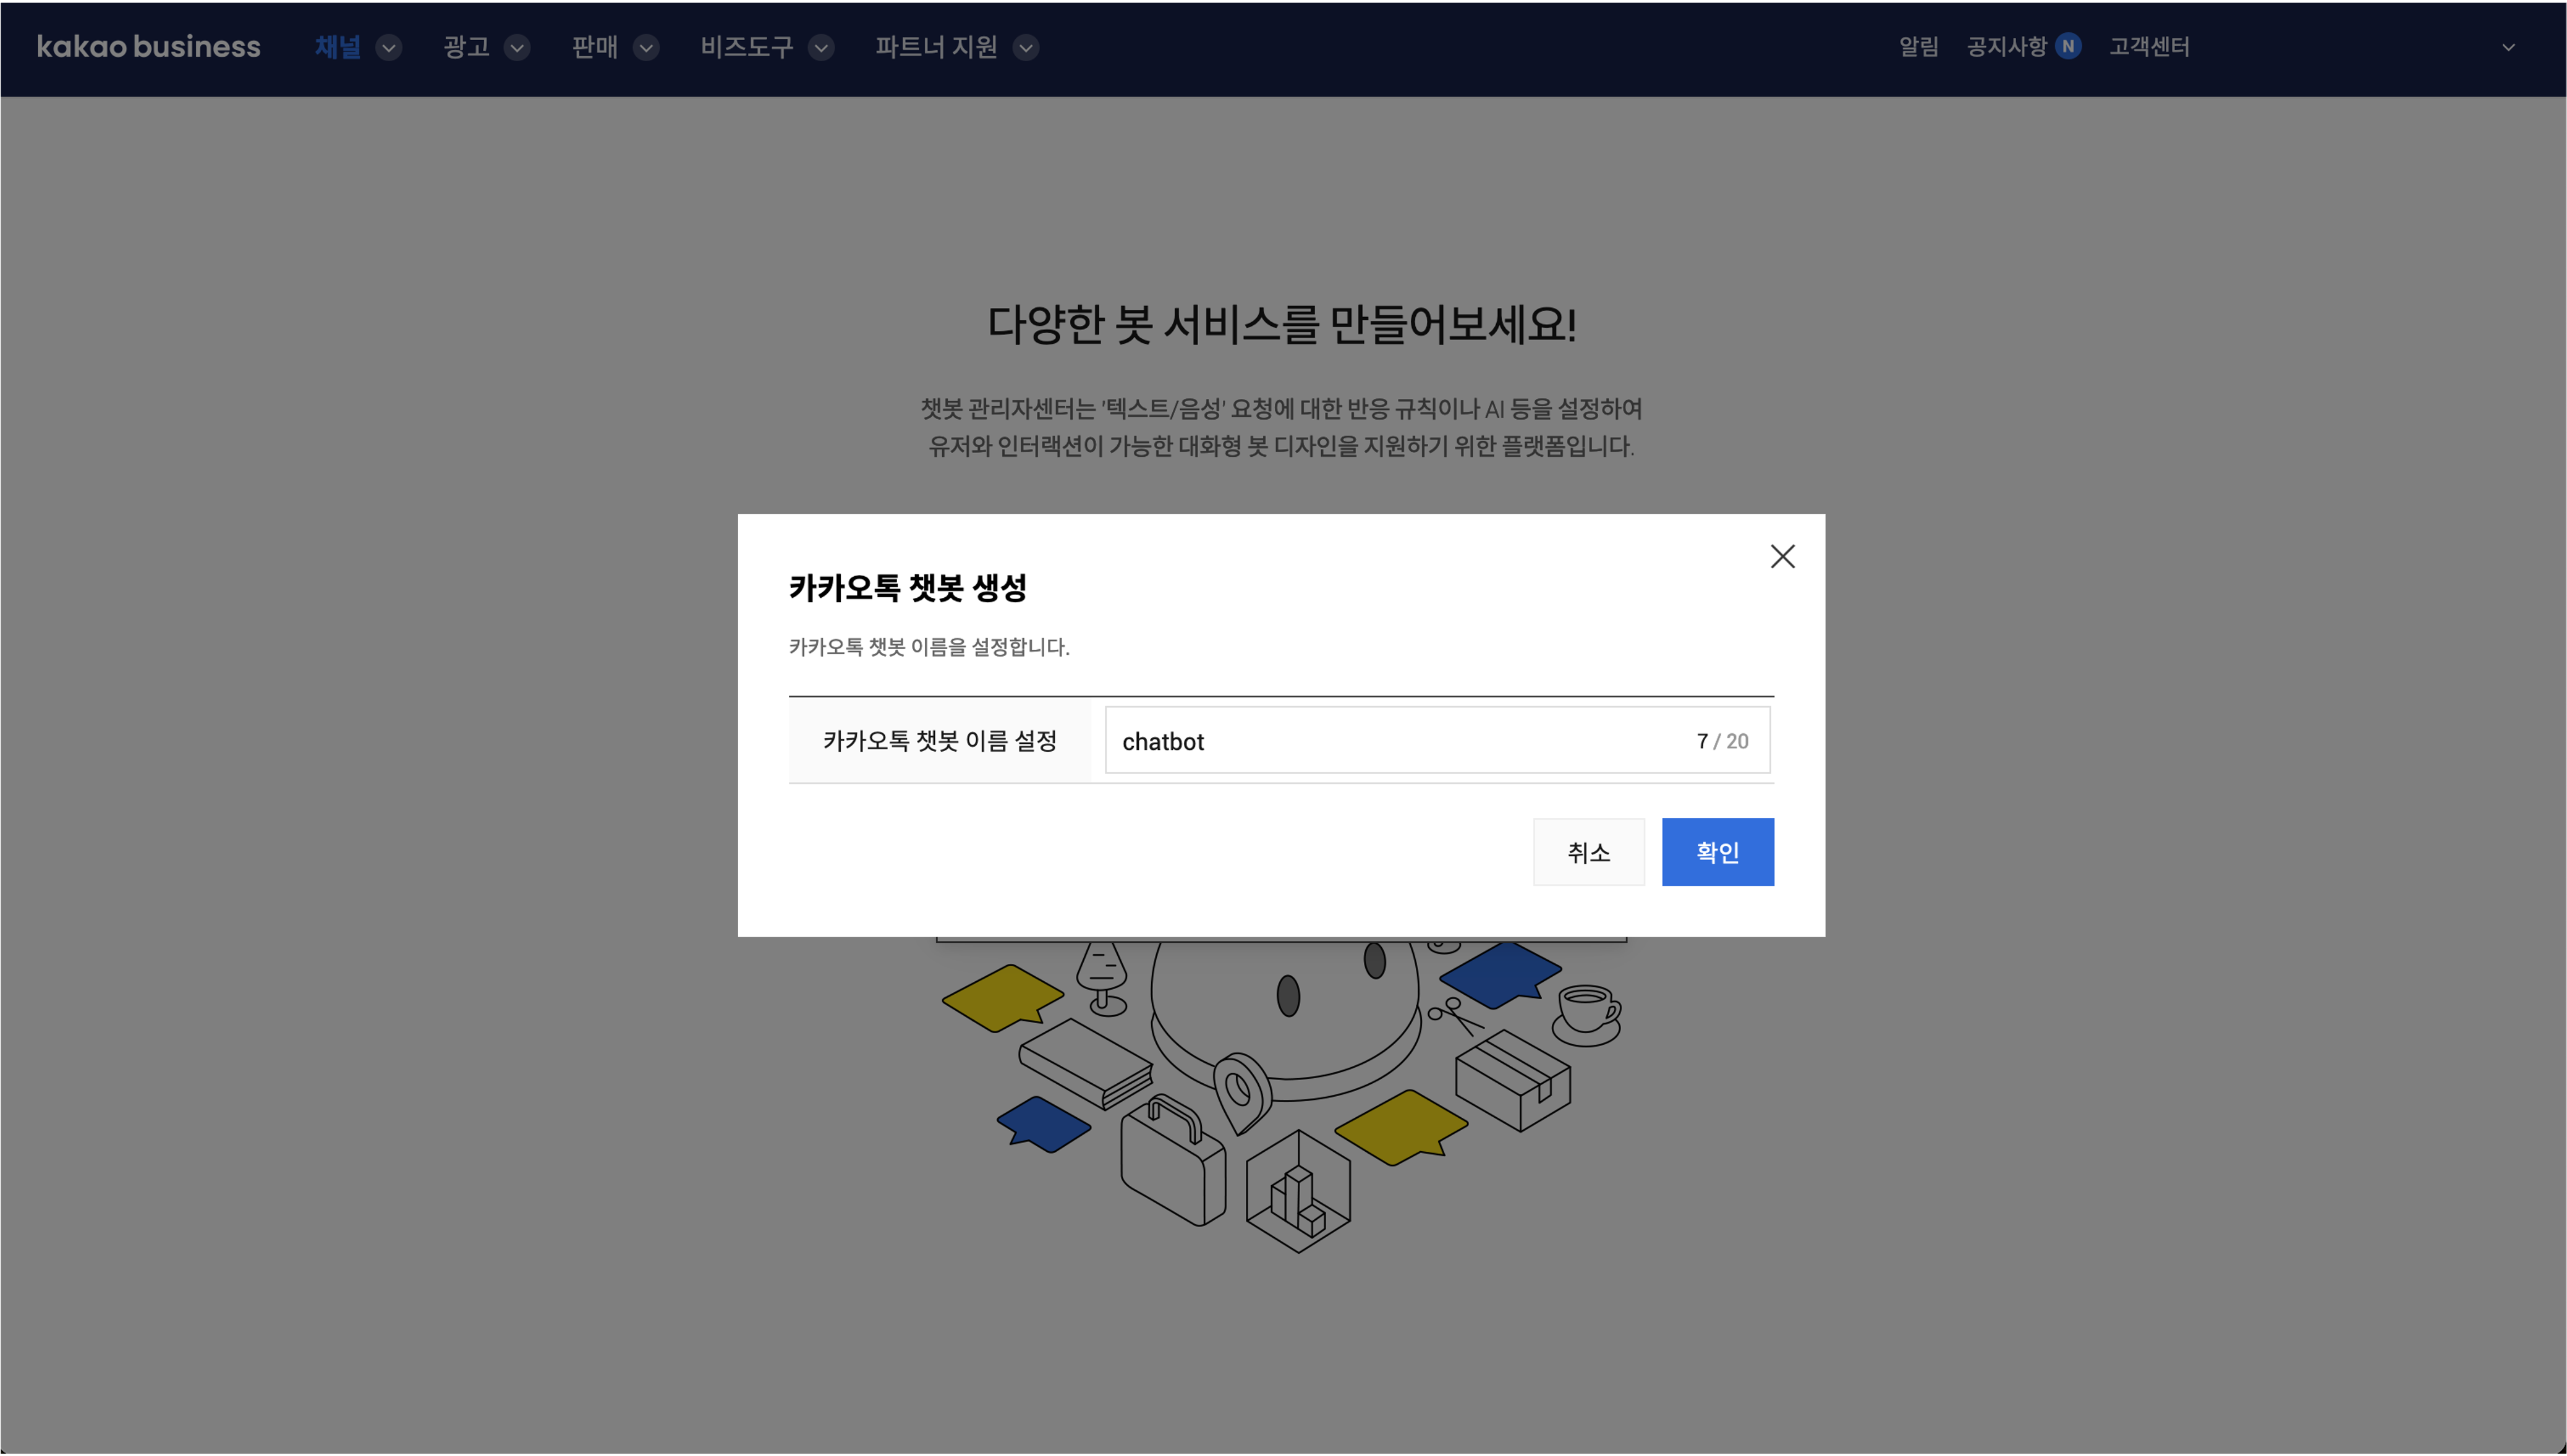 kakao business 채널 광고 판매 비즈도구 파트너 지원 알림 공지사항 N 고객센터
다양한 봇 서비스를 만들어보세요!
챗봇 관리자센터는 '텍스트/음성' 요청에 대한 반응 규칙이나 AI 등을 설정하여
유저와 인터랙션이 가능한 대화형 봇 디자인을 지원하기 위한 플랫폼입니다.
카카오톡 챗봇 생성
카카오톡 챗봇 이름을 설정합니다.
카카오톡 챗봇 이름 설정 chatbot 7 / 20
취소 확인